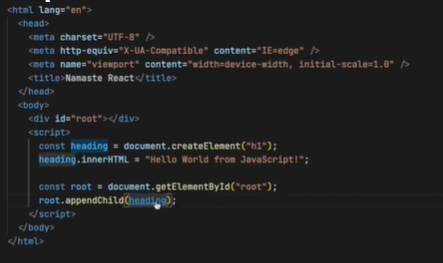 <html lang="en">
<head>
<meta charset="UTF-8" />
<meta http-equiv="X-UA-Compatible" content="IE=edge" />
<meta name="viewport" content="width=device-width, initial-scale=1.0" />
<title>Namaste React</title>
</head>
<body>
<div id="root"></div>
<script>
const heading = document.createElement("h1");
heading.innerHTML = "Hello World from JavaScript!";
const root = document.getElementById("root");
root.appendChild(heading);
</script>
</body>
</html>